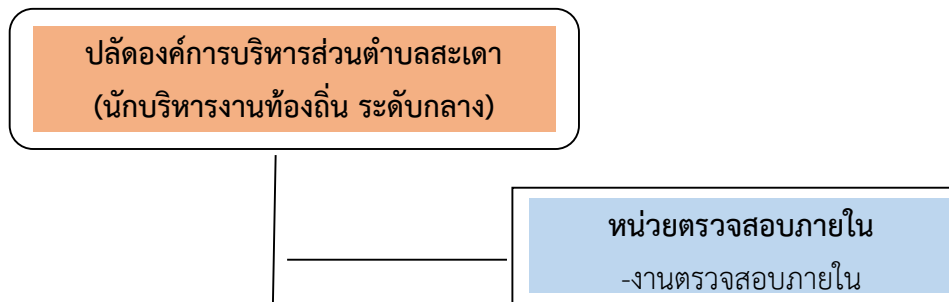 ปลัดองค์การบริหารส่วนตำบลสะเดา
(นักบริหารงานท้องถิ่น ระดับกลาง)
หน่วยตรวจสอบภายใน
-งานตรวจสอบภายใน